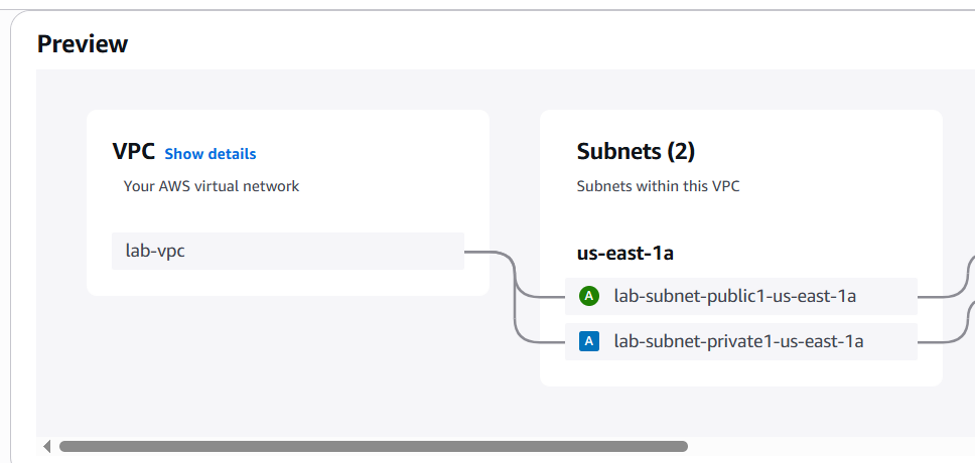 Preview
VPC Show details
Your AWS virtual network
lab-vpc
Subnets (2)
Subnets within this VPC
us-east-1a
A lab-subnet-public1-us-east-1a
A lab-subnet-private1-us-east-1a